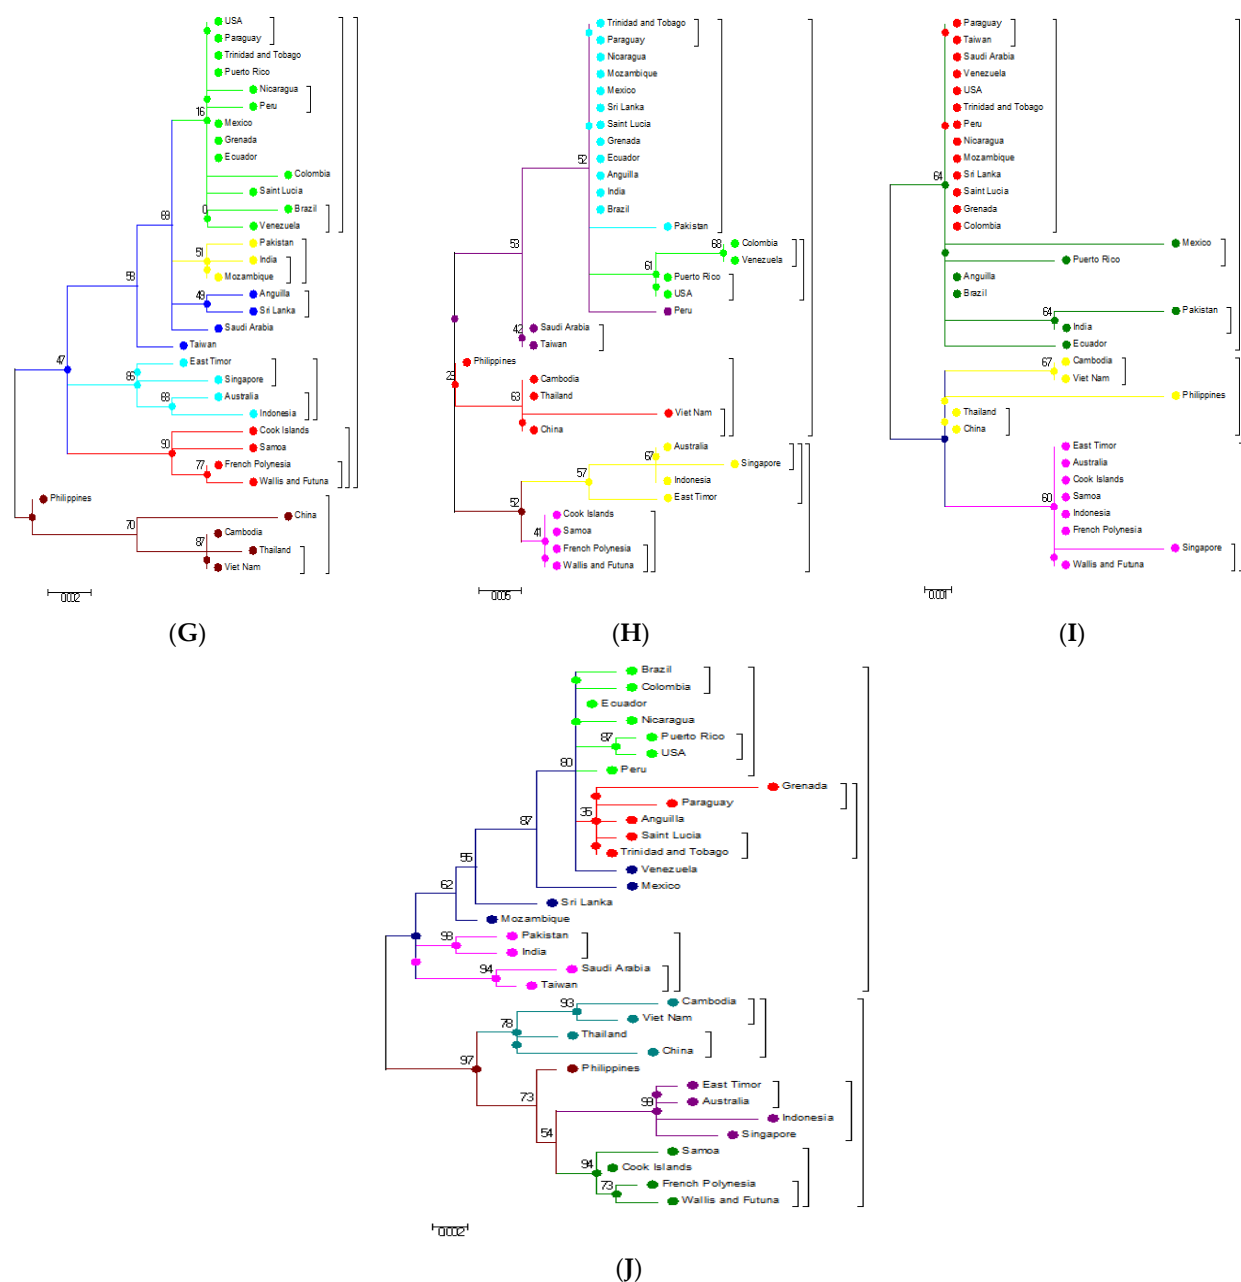 USA
Paraguay
Trinidad and Tobago
Puerto Rico
Nicaragua
Peru
16
Mexico
Grenada
Ecuador
Colombia
Saint Lucia
Brazil
0
Venezuela
69
Pakistan
51
India
Mozambique
58
49
Anguilla
Sri Lanka
Saudi Arabia
Taiwan
47
East Timor
86
Singapore
68
Australia
Indonesia
Cook Islands
90
Samoa
77
French Polynesia
Wallis and Futuna
Philippines
China
70
Cambodia
87
Thailand
Viet Nam
0.002
(G)
Trinidad and Tobago
Paraguay
Nicaragua
Mozambique
Mexico
Sri Lanka
Saint Lucia
Grenada
Ecuador
52
Anguilla
India
Brazil
Pakistan
53
68
Colombia
Venezuela
61
Puerto Rico
USA
Peru
42
Saudi Arabia
Taiwan
Philippines
25
Cambodia
63
Thailand
Viet Nam
China
Australia
67
Singapore
57
Indonesia
East Timor
52
Cook Islands
Samoa
41
French Polynesia
Wallis and Futuna
0.005
(H)
Paraguay
Taiwan
Saudi Arabia
Venezuela
USA
Trinidad and Tobago
Peru
Nicaragua
Mozambique
64
Sri Lanka
Saint Lucia
Grenada
Colombia
Mexico
Puerto Rico
Anguilla
Brazil
64
Pakistan
India
Ecuador
67
Cambodia
Viet Nam
Philippines
Thailand
China
East Timor
Australia
Cook Islands
60
Samoa
Indonesia
French Polynesia
Singapore
Wallis and Futuna
0.001
(I)
Brazil
Colombia
Ecuador
Nicaragua
87
Puerto Rico
USA
80
Peru
Grenada
Paraguay
35
Anguilla
87
Saint Lucia
Trinidad and Tobago
55
Venezuela
62
Mexico
Sri Lanka
Mozambique
98
Pakistan
India
94
Saudi Arabia
Taiwan
93
Cambodia
Viet Nam
78
Thailand
China
97
Philippines
73
East Timor
98
Australia
Indonesia
54
Singapore
Samoa
94
Cook Islands
73
French Polynesia
Wallis and Futuna
0.002
(J)